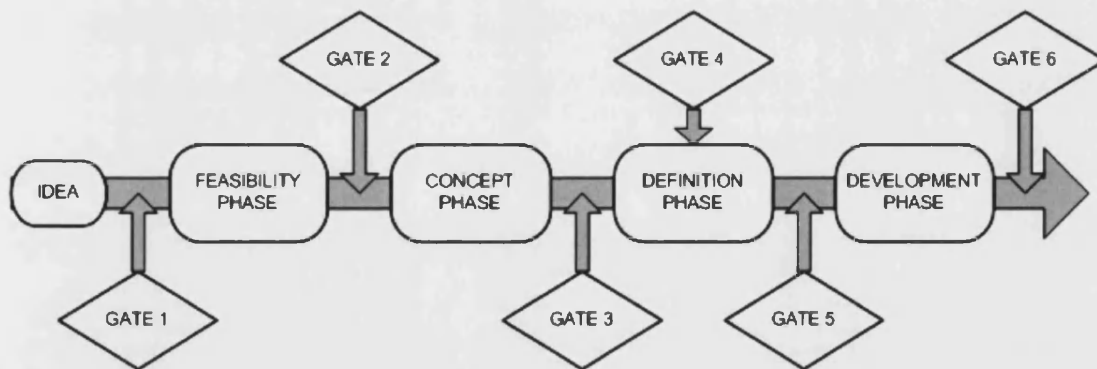 GATE 2
GATE 4
GATE 6
IDEA
FEASIBILITY
PHASE
CONCEPT
PHASE
DEFINITION
PHASE
DEVELOPMENT
PHASE
GATE 1
GATE 3
GATE 5